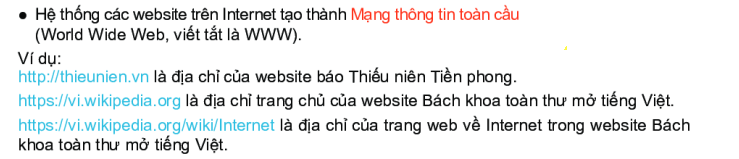 ● Hệ thống các website trên Internet tạo thành Mạng thông tin toàn cầu
(World Wide Web, viết tắt là WWW).
Ví dụ:
http://thieunien.vn là địa chỉ của website báo Thiếu niên Tiền phong.
https://vi.wikipedia.org là địa chỉ trang chủ của website Bách khoa toàn thư mở tiếng Việt.
https://vi.wikipedia.org/wiki/Internet là địa chỉ của trang web về Internet trong website Bách
khoa toàn thư mở tiếng Việt.